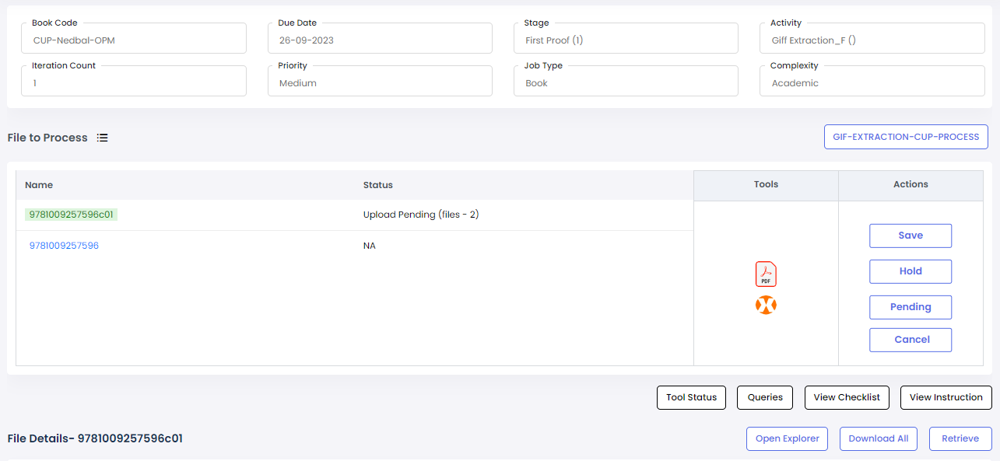 Book Code
CUP-Nedbal-OPM
Due Date
26-09-2023
Stage
First Proof (1)
Activity
Giff Extraction_F ()
Iteration Count
1
Priority
Medium
Job Type
Book
Complexity
Academic
File to Process
GIF-EXTRACTION-CUP-PROCESS
Name Status Tools Actions
9781009257596c01 Upload Pending (files - 2)
9781009257596 NA
PDF
Save
Hold
Pending
Cancel
Tool Status Queries View Checklist View Instruction
File Details- 9781009257596c01 Open Explorer Download All Retrieve